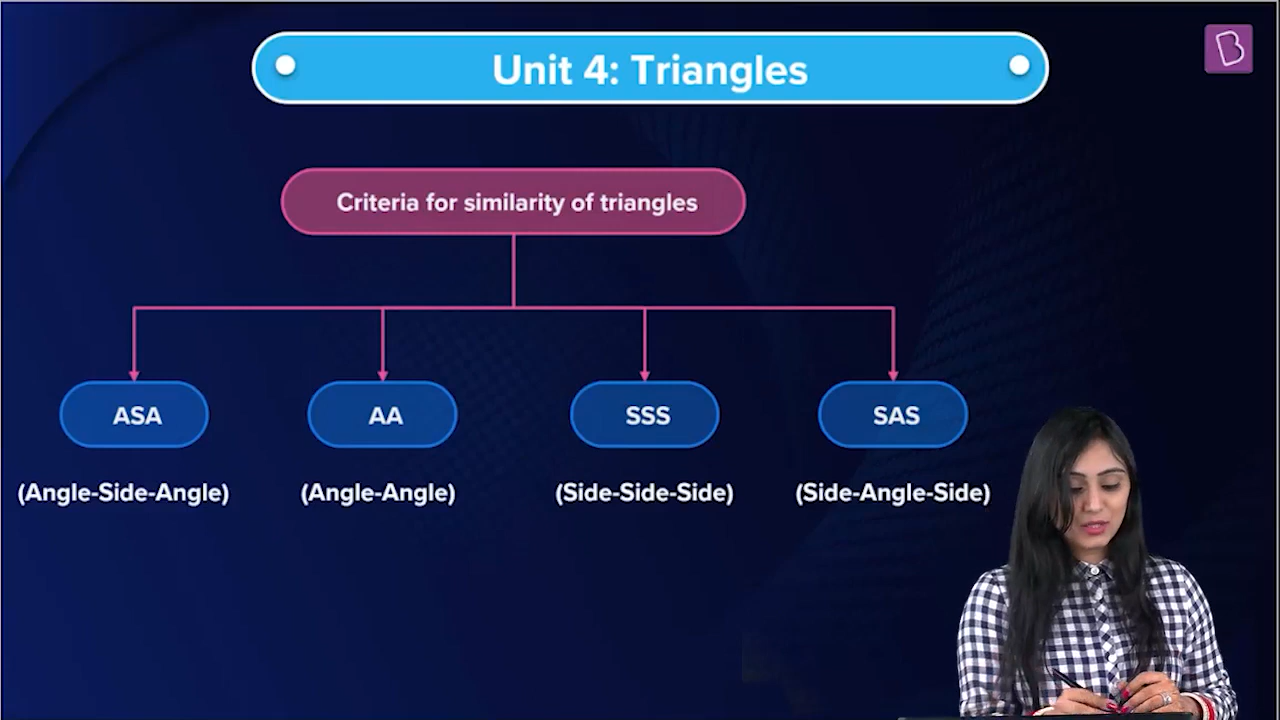 Unit 4: Triangles
B
Criteria for similarity of triangles
ASA
AA
SSS
SAS
(Angle-Side-Angle)
(Angle-Angle)
(Side-Side-Side)
(Side-Angle-Side)